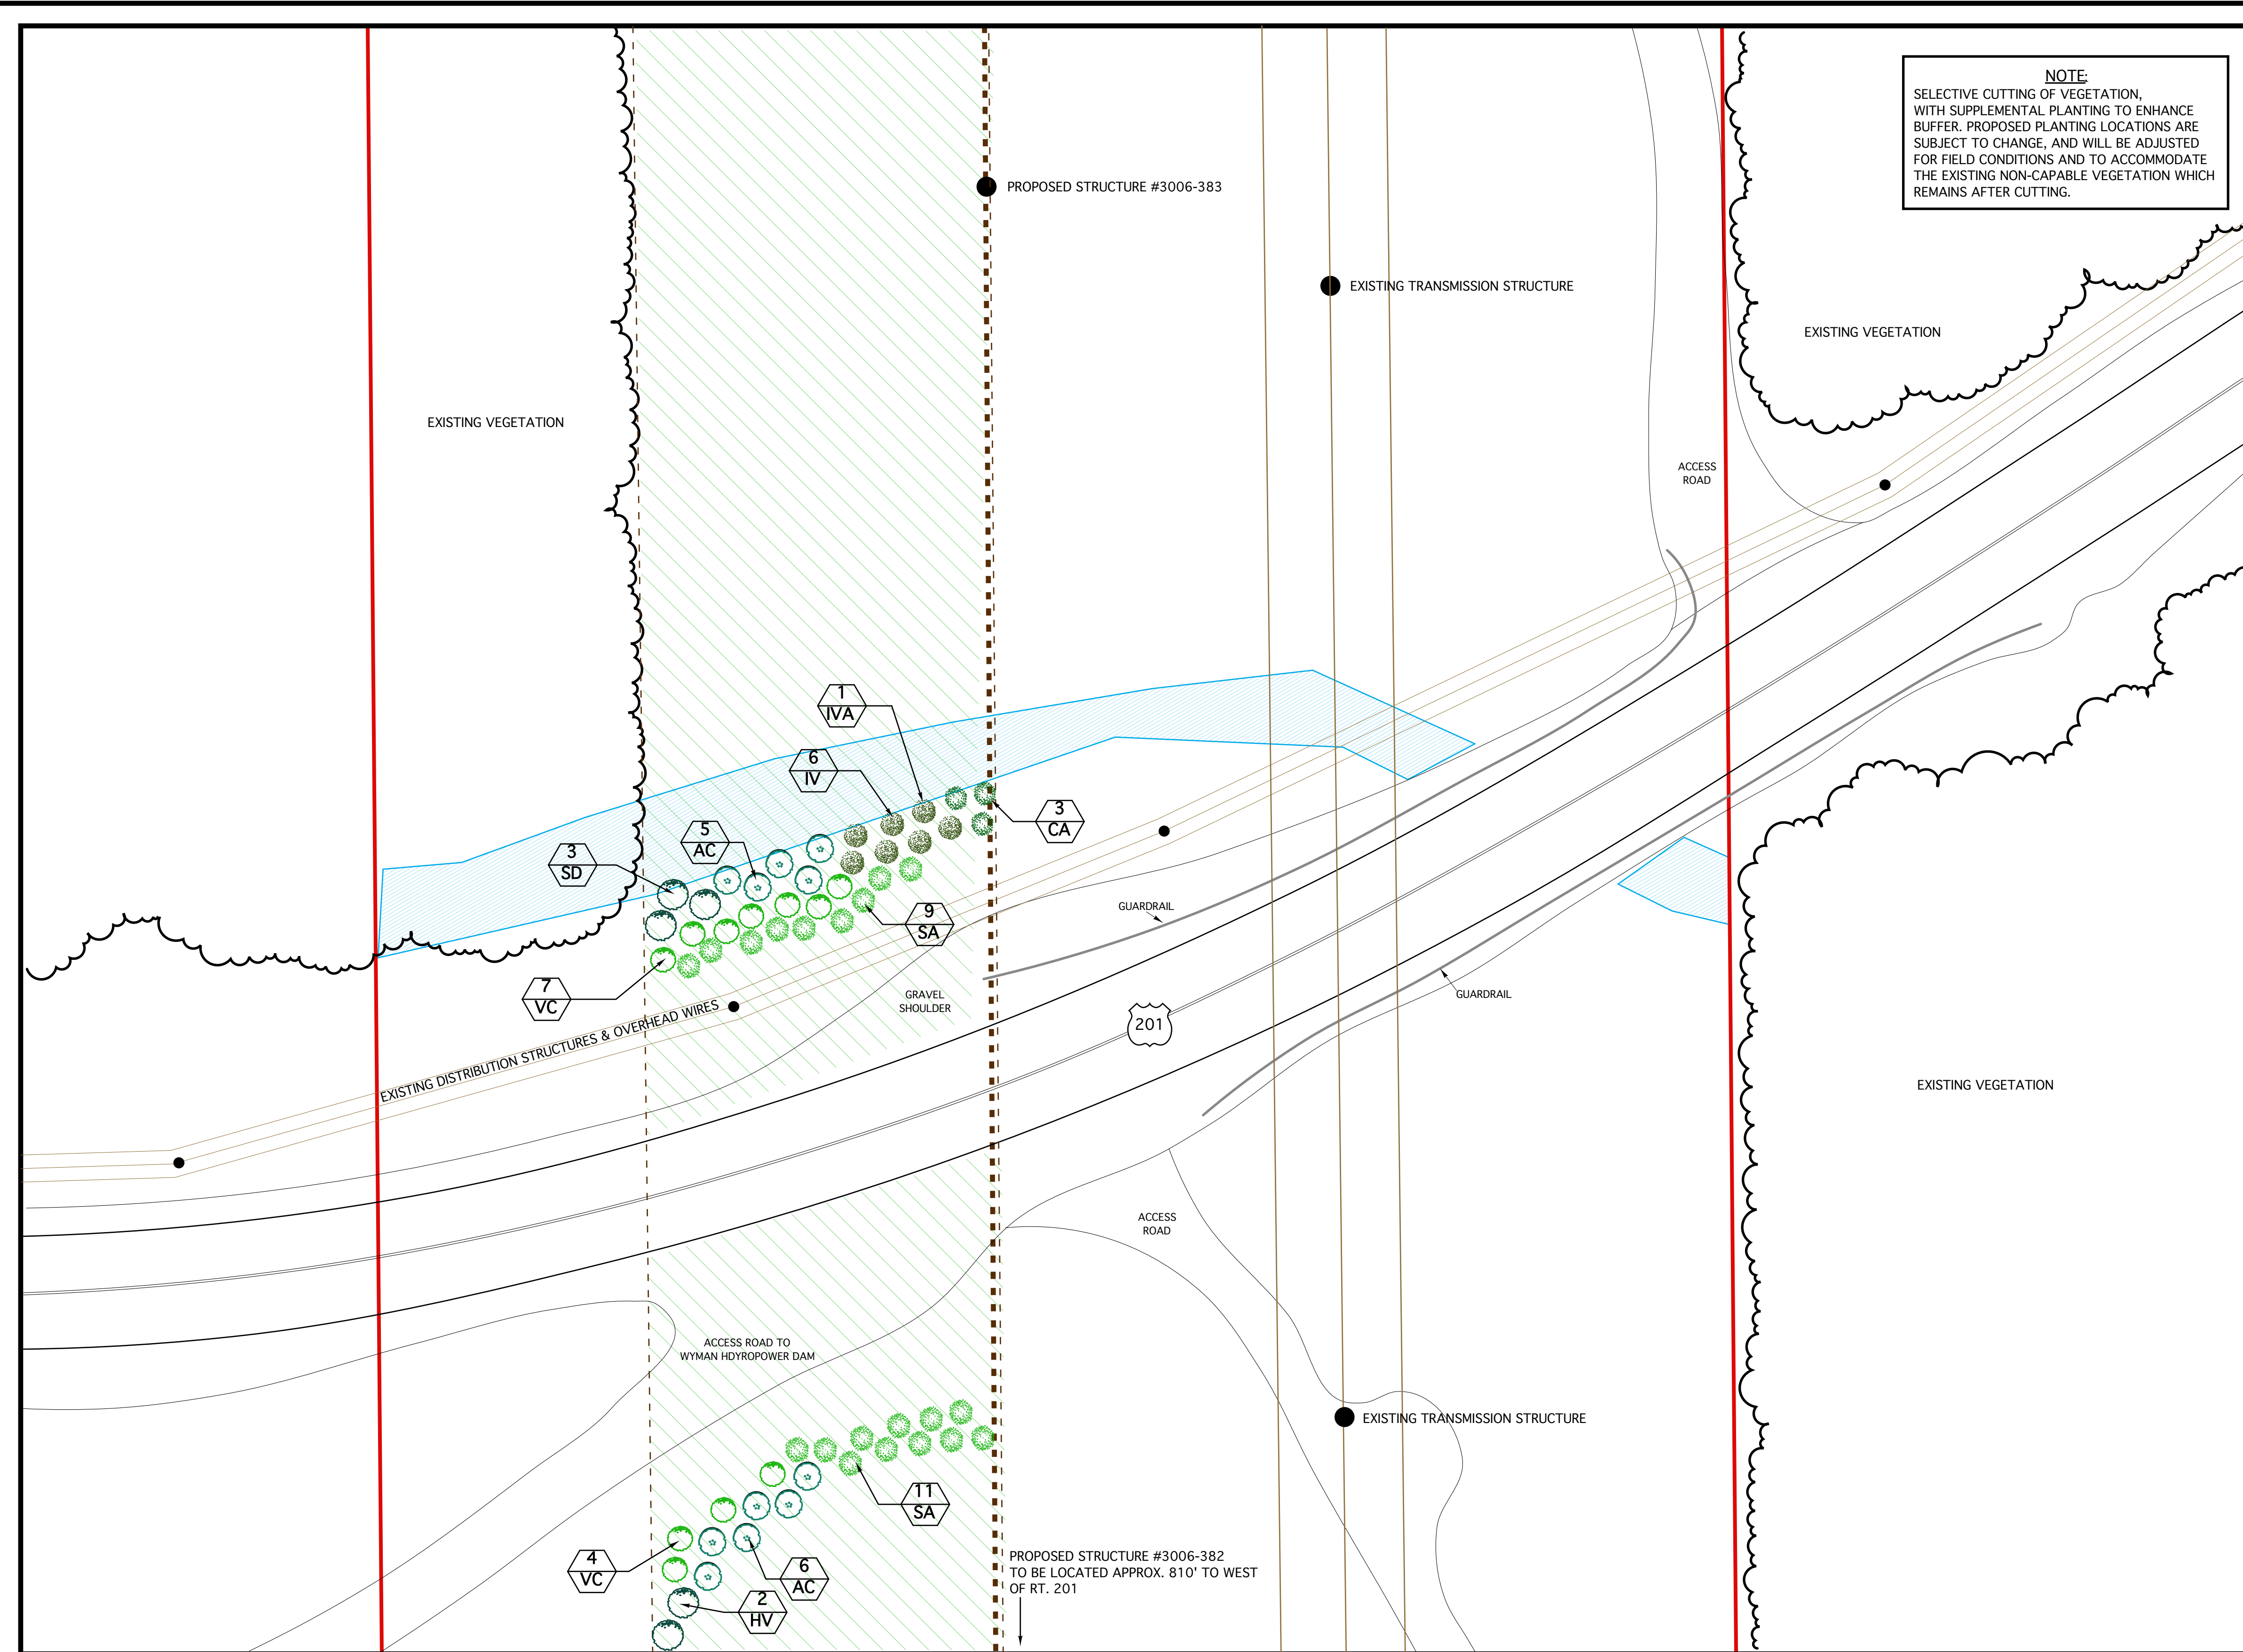 NOTE:
SELECTIVE CUTTING OF VEGETATION,
WITH SUPPLEMENTAL PLANTING TO ENHANCE
BUFFER. PROPOSED PLANTING LOCATIONS ARE
SUBJECT TO CHANGE, AND WILL BE ADJUSTED
FOR FIELD CONDITIONS AND TO ACCOMMODATE
THE EXISTING NON-CAPABLE VEGETATION WHICH
REMAINS AFTER CUTTING.
PROPOSED STRUCTURE #3006-383
EXISTING TRANSMISSION STRUCTURE
EXISTING VEGETATION
EXISTING VEGETATION
ACCESS
ROAD
1
IVA
6
IV
3
CA
5
AC
3
SD
9
SA
7
VC
GUARDRAIL
GRAVEL
SHOULDER
GUARDRAIL
201
EXISTING DISTRIBUTION STRUCTURES & OVERHEAD WIRES
EXISTING VEGETATION
ACCESS
ROAD
ACCESS ROAD TO
WYMAN HDYROPOWER DAM
EXISTING TRANSMISSION STRUCTURE
11
SA
4
VC
6
AC
2
HV
PROPOSED STRUCTURE #3006-382
TO BE LOCATED APPROX. 810' TO WEST
OF RT. 201